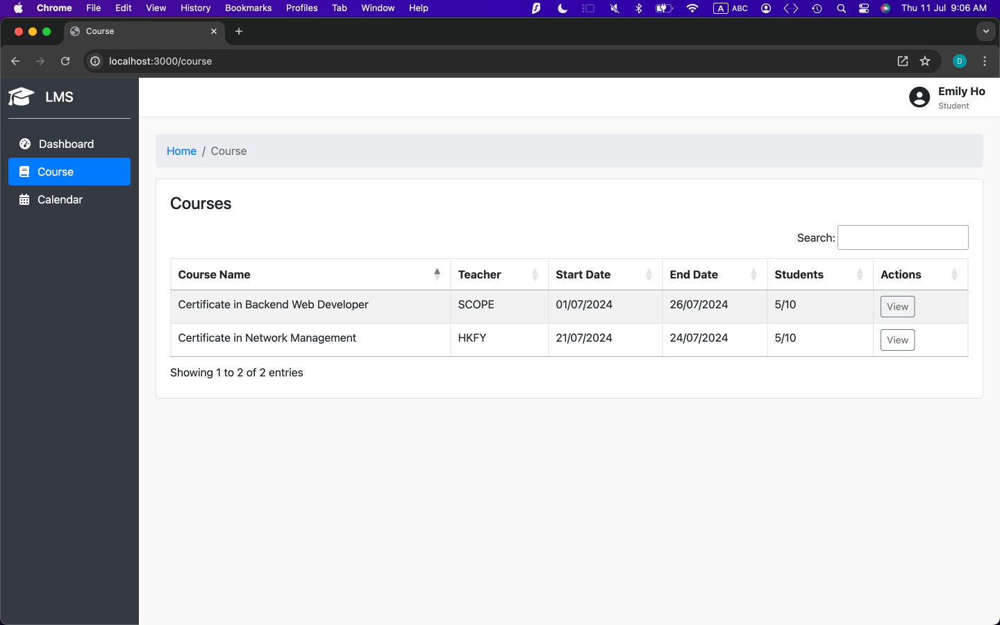 Chrome File Edit View History Bookmarks Profiles Tab Window Help A ABC Thu 11 Jul 9:06 AM
Course
localhost:3000/course D
LMS
Emily Ho
Student
Dashboard
Course
Calendar
Home / Course
Courses
Search:
Course Name Teacher Start Date End Date Students Actions
Certificate in Backend Web Developer SCOPE 01/07/2024 26/07/2024 5/10 View
Certificate in Network Management HKFY 21/07/2024 24/07/2024 5/10 View
Showing 1 to 2 of 2 entries